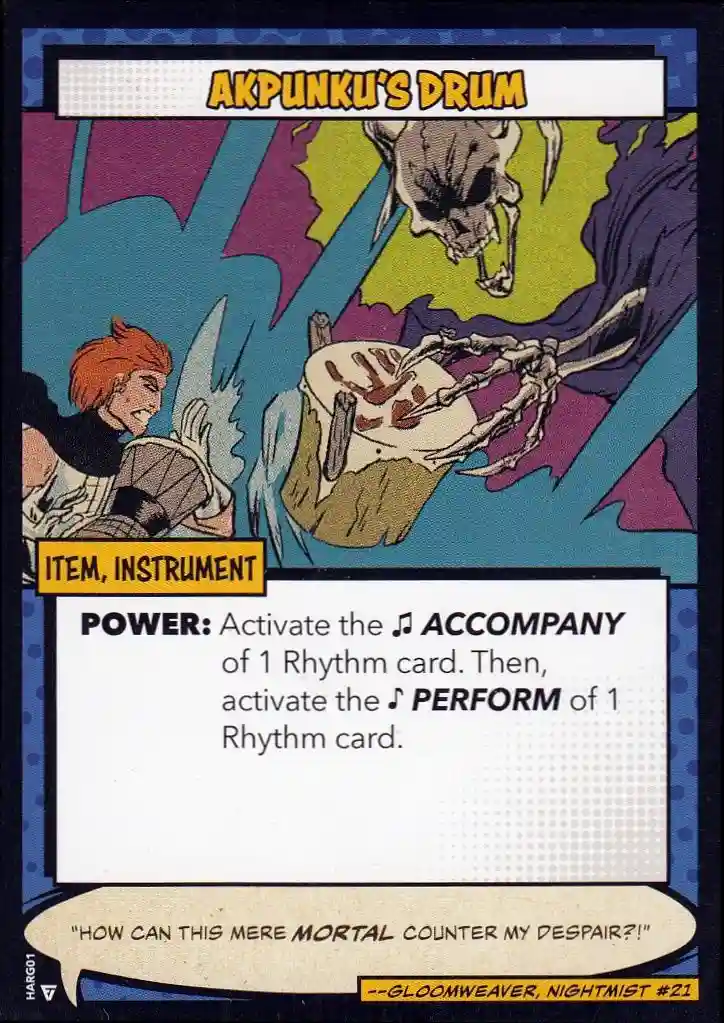 AKPUNKU'S DRUM
ITEM, INSTRUMENT
POWER: Activate the ♫ ACCOMPANY
of 1 Rhythm card. Then,
activate the ♪ PERFORM of 1
Rhythm card.
"HOW CAN THIS MERE MORTAL COUNTER MY DESPAIR?!"
--GLOOMWEAVER, NIGHTMIST #21
HARG01